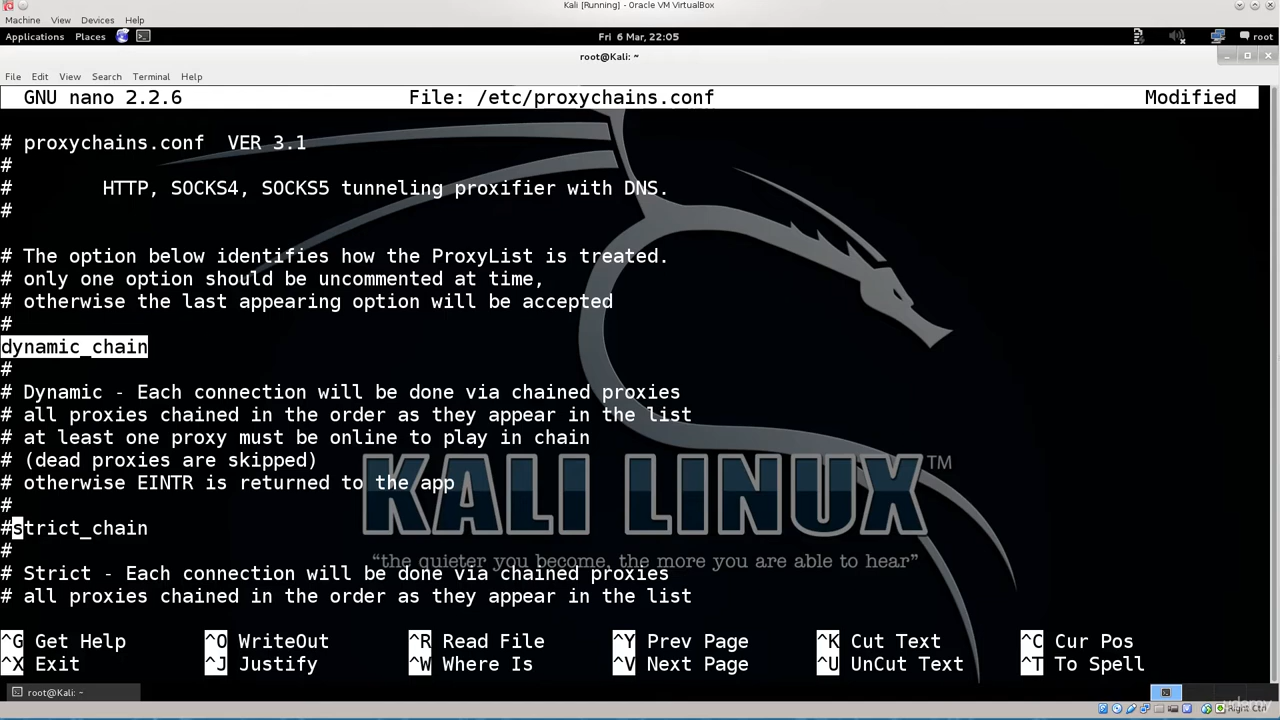 Kali [Running] - Oracle VM VirtualBox
Machine View Devices Help
Applications Places Fri 6 Mar, 22:05 root
root@Kali: ~
File Edit View Search Terminal Help
GNU nano 2.2.6 File: /etc/proxychains.conf Modified
# proxychains.conf VER 3.1
#
# HTTP, SOCKS4, SOCKS5 tunneling proxifier with DNS.
#
# The option below identifies how the ProxyList is treated.
# only one option should be uncommented at time,
# otherwise the last appearing option will be accepted
#
dynamic_chain
#
# Dynamic - Each connection will be done via chained proxies
# all proxies chained in the order as they appear in the list
# at least one proxy must be online to play in chain
# (dead proxies are skipped)
# otherwise EINTR is returned to the app
#
#strict_chain
#
# Strict - Each connection will be done via chained proxies
# all proxies chained in the order as they appear in the list
KALI LINUX™
“the quieter you become, the more you are able to hear”
^G Get Help ^O WriteOut ^R Read File ^Y Prev Page ^K Cut Text ^C Cur Pos
^X Exit ^J Justify ^W Where Is ^V Next Page ^U UnCut Text ^T To Spell
root@Kali: ~
Right Ctrl